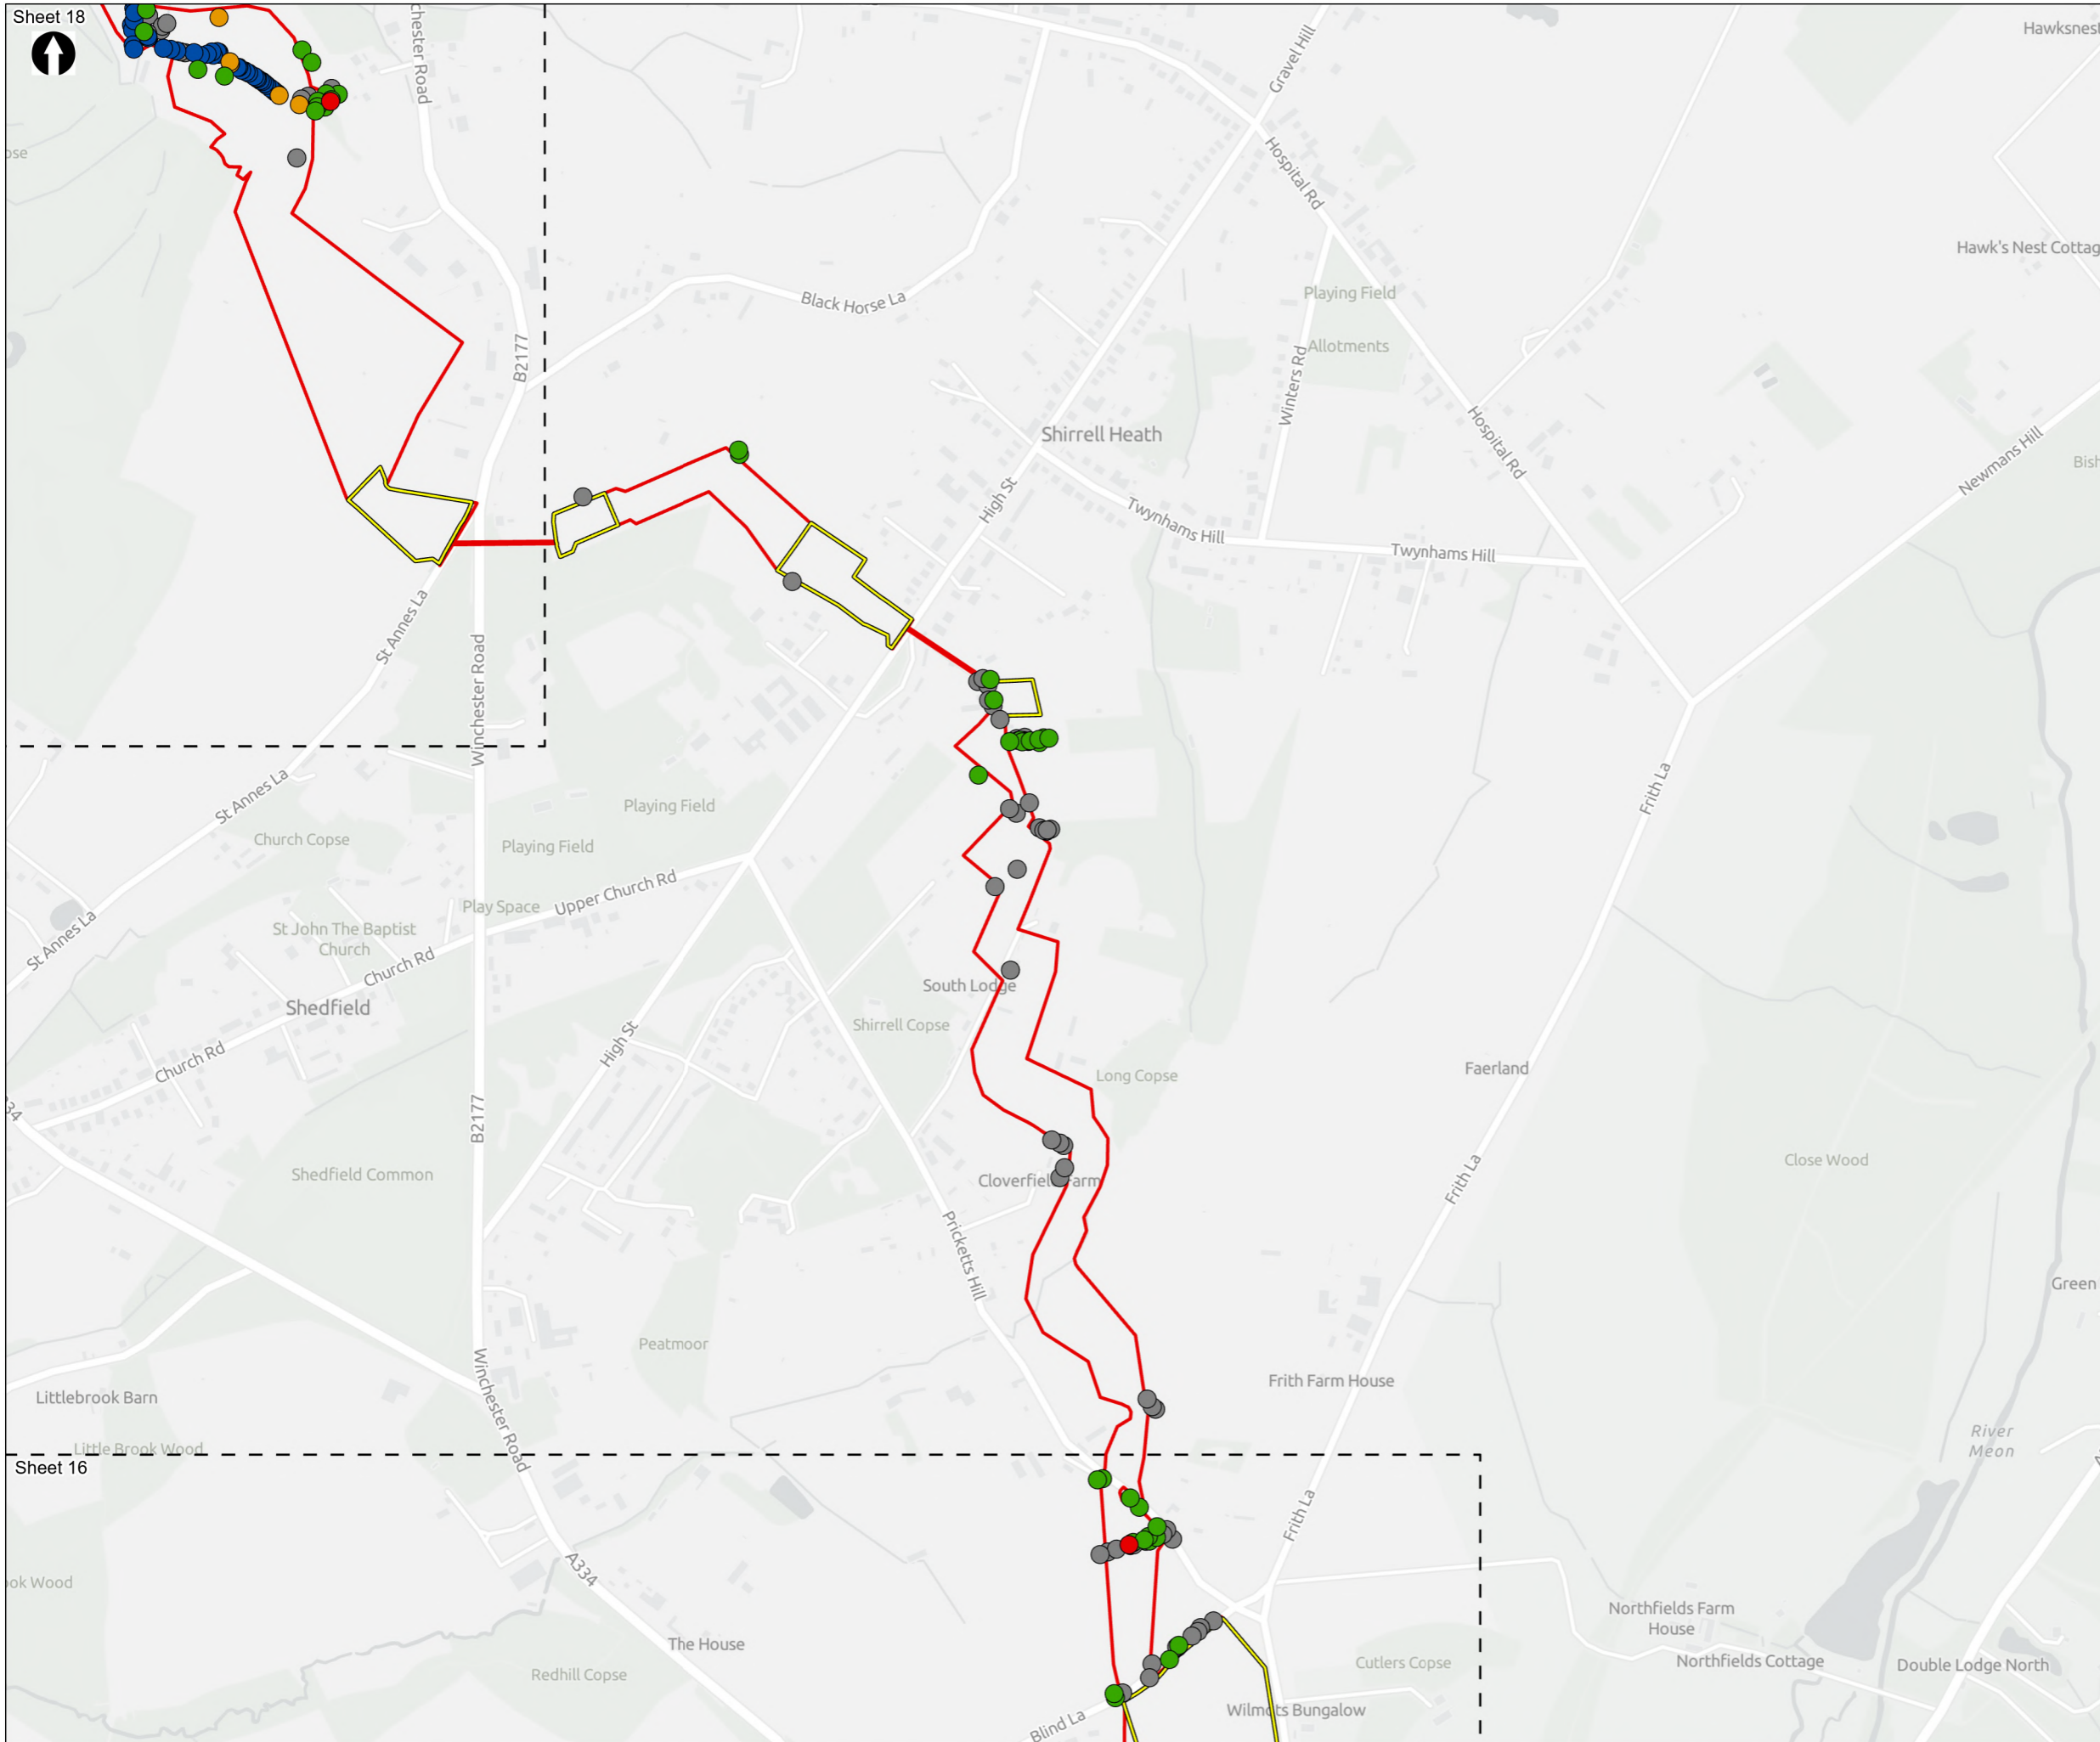 Sheet 18
Gravel Hill
Hospital Rd
Hawk's Nest Cottag
Playing Field
Black Horse La
B2177
Allotments
Winters Rd
Shirrell Heath
Hospital Rd
Newmans Hill
High St
Twynhams Hill
Twynhams Hill
St Annes La
Winchester Road
St Annes La
Frith La
Playing Field
Church Copse
Playing Field
Upper Church Rd
Play Space
St Annes La
St John The Baptist
Church
Church Rd
South Lodge
Shedfield
Shirrell Copse
High St
Church Rd
Long Copse
Faerland
B2177
Shedfield Common
Close Wood
Frith La
Cloverfield Farm
Pricketts Hill
Green
Peatmoor
Frith Farm House
Littlebrook Barn
Winchester Road
River
Meon
Little Brook Wood
Sheet 16
Frith La
A334
Northfields Farm
House
The House
Northfields Cottage
Cutlers Copse
Double Lodge North
Redhill Copse
Wilmots Bungalow
Blind La